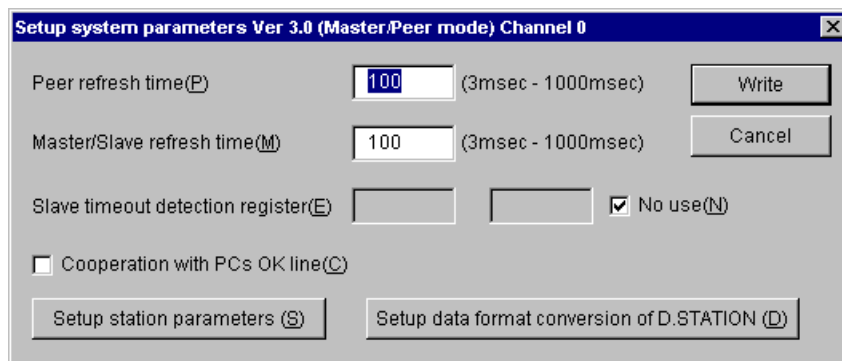 Setup system parameters Ver 3.0 (Master/Peer mode) Channel 0
Peer refresh time(P) 100 (3msec - 1000msec) Write
Master/Slave refresh time(M) 100 (3msec - 1000msec) Cancel
Slave timeout detection register(E) No use(N)
Cooperation with PCs OK line(C)
Setup station parameters (S) Setup data format conversion of D.STATION (D)